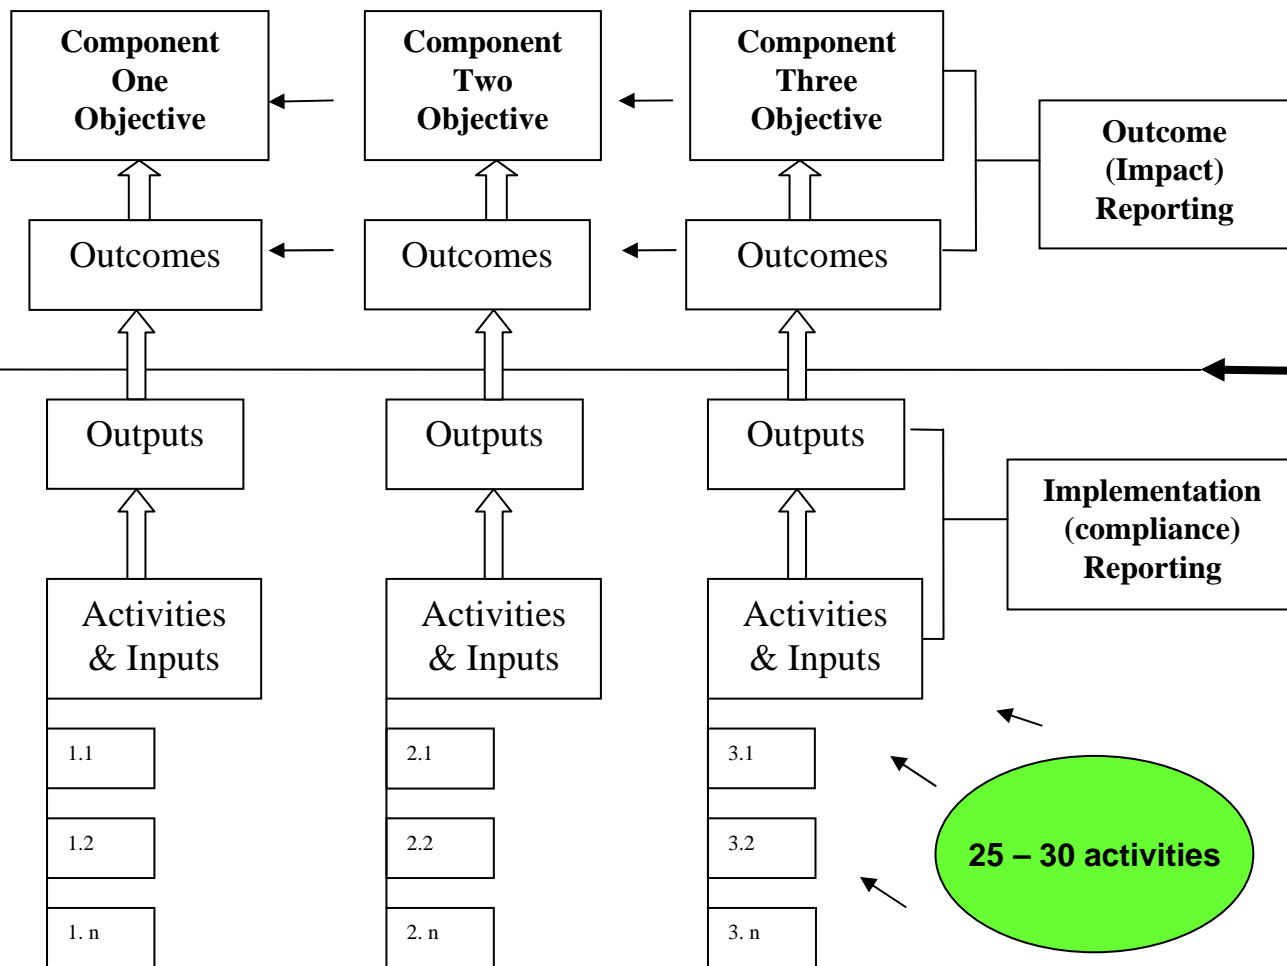 Component
One
Objective
Component
Two
Objective
Component
Three
Objective
Outcome
(Impact)
Reporting
Outcomes
Outcomes
Outcomes
Outputs
Outputs
Outputs
Implementation
(compliance)
Reporting
Activities
& Inputs
Activities
& Inputs
Activities
& Inputs
1.1
2.1
3.1
1.2
2.2
3.2
25 – 30 activities
1. n
2. n
3. n